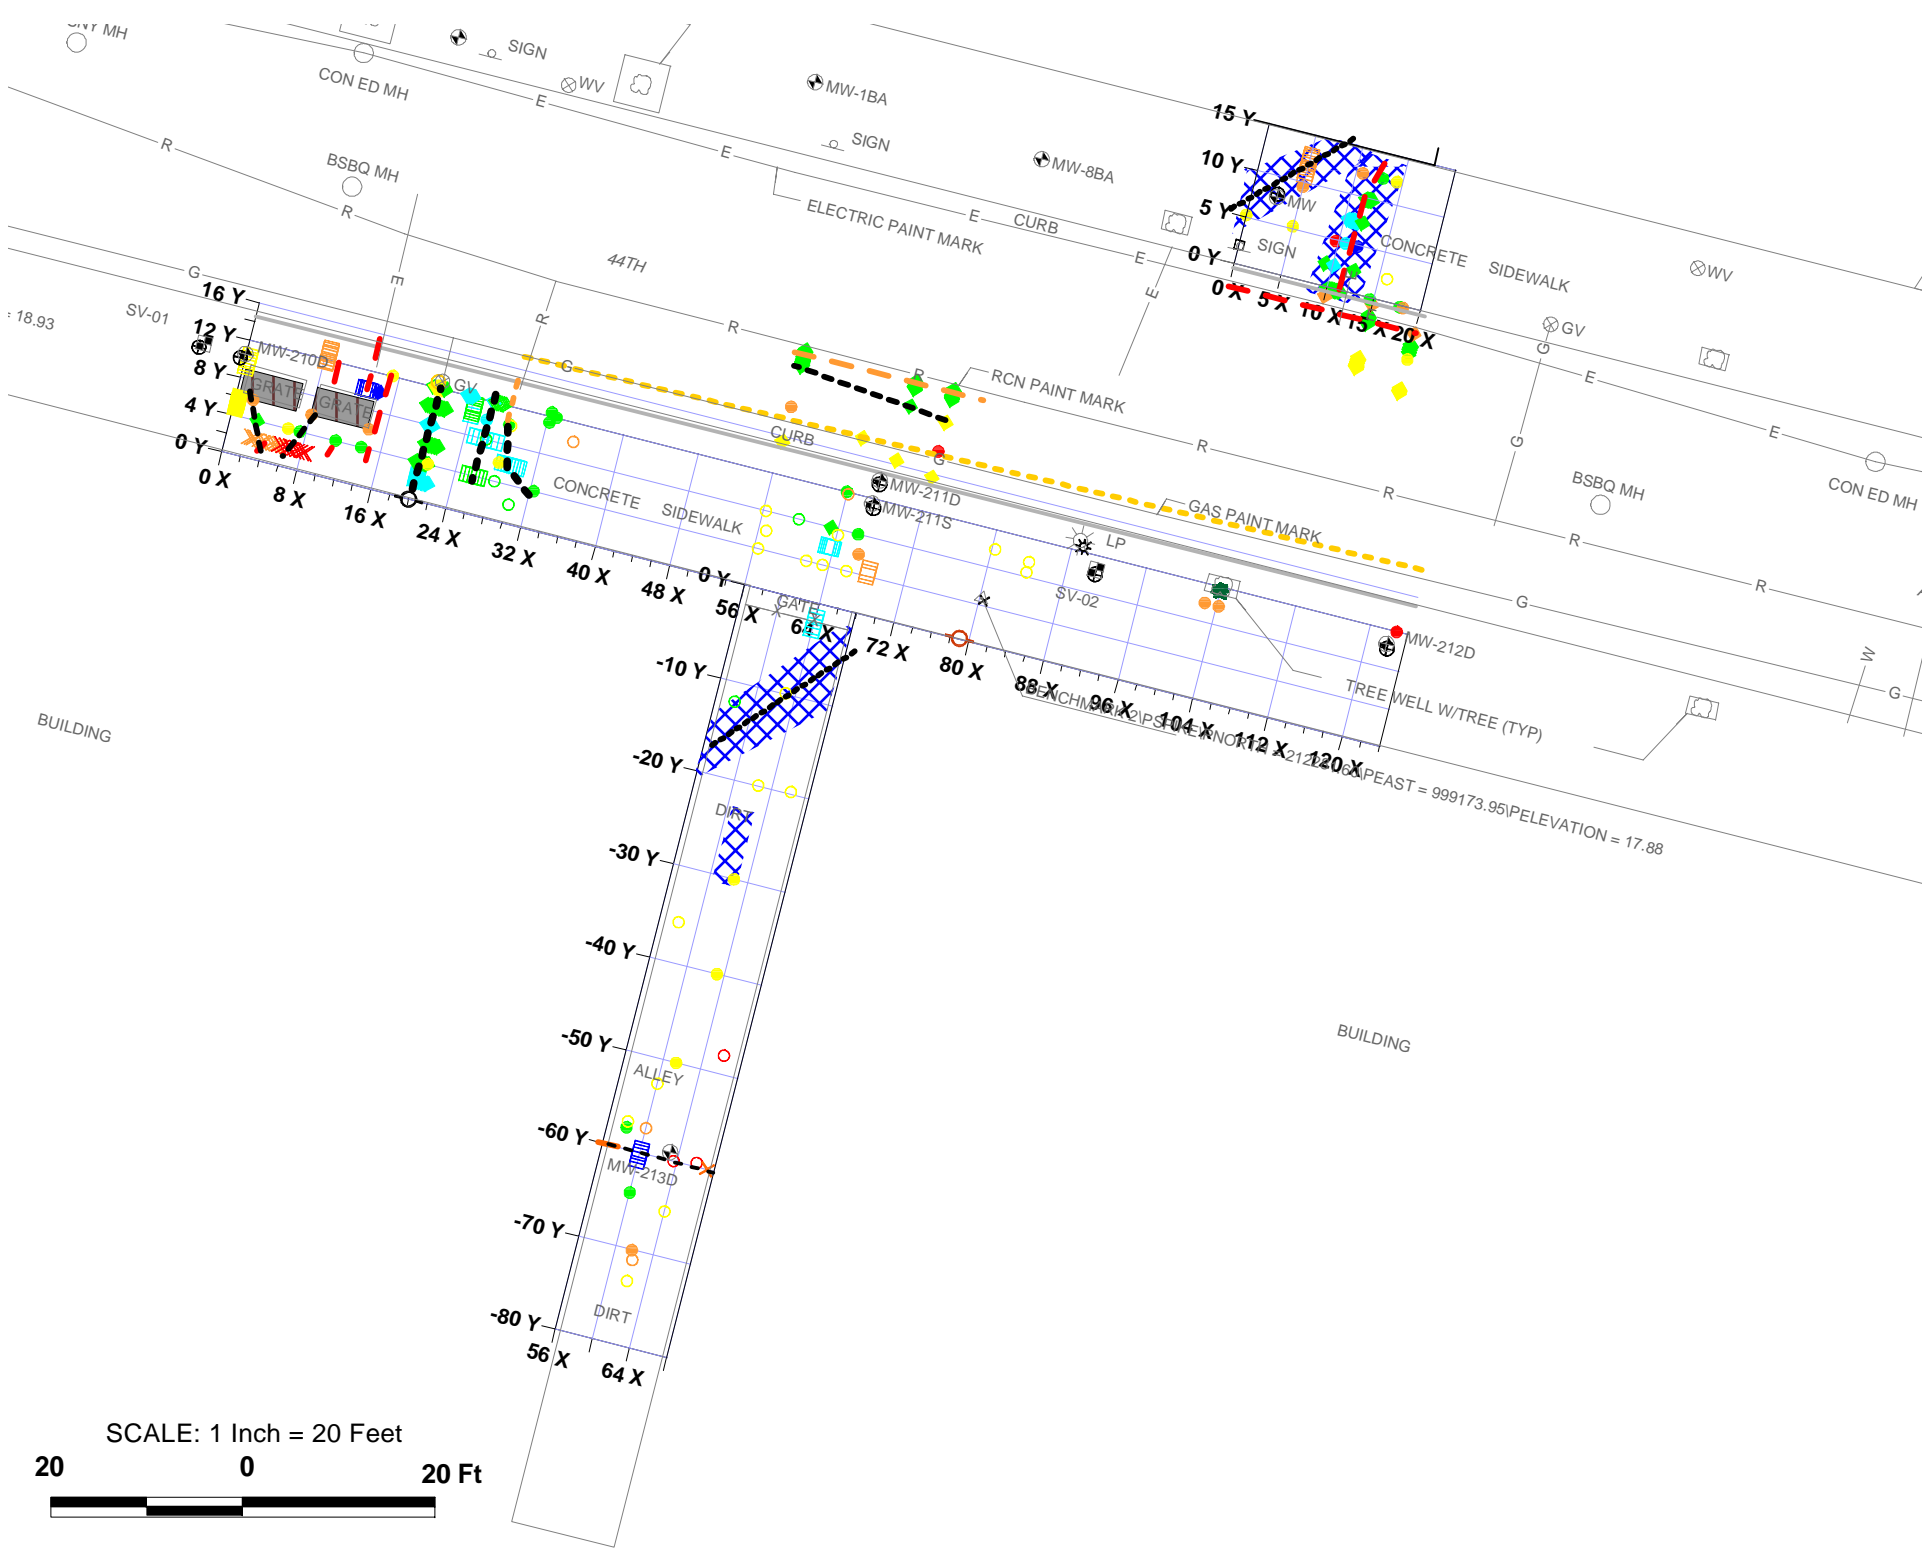 SNY MH
CON ED MH
SIGN
WV
E
MW-1BA
SIGN
MW-8BA
E
R
BSBQ MH
R
E
CURB
ELECTRIC PAINT MARK
E
E
15 Y
10 Y
5 Y
0 Y
MW
SIGN
CONCRETE SIDEWALK
0 X
5 X
10 X
15 X
20 X
WV
GV
G
E
E
G
44TH
E
R
R
G
16 Y
12 Y
8 Y
4 Y
0 Y
= 18.93
SV-01
MW-210D
GRATE
GRATE
GV
G
R
RCN PAINT MARK
R
R
R
R
CURB
G
MW-211D
MW-211S
CONCRETE SIDEWALK
GAS PAINT MARK
LP
SV-02
BSBQ MH
CON ED MH
G
W
G
0 X
8 X
16 X
24 X
32 X
40 X
48 X
56 X
64 X
72 X
80 X
88 X
96 X
104 X
112 X
120 X
0 Y
GATE
MW-212D
TREE WELL W/TREE (TYP)
\PEAST = 999173.95\PELEVATION = 17.88
-10 Y
-20 Y
-30 Y
-40 Y
-50 Y
-60 Y
-70 Y
-80 Y
DIRT
ALLEY
MW-213D
DIRT
56 X
64 X
BUILDING
BUILDING
SCALE: 1 Inch = 20 Feet
20 0 20 Ft